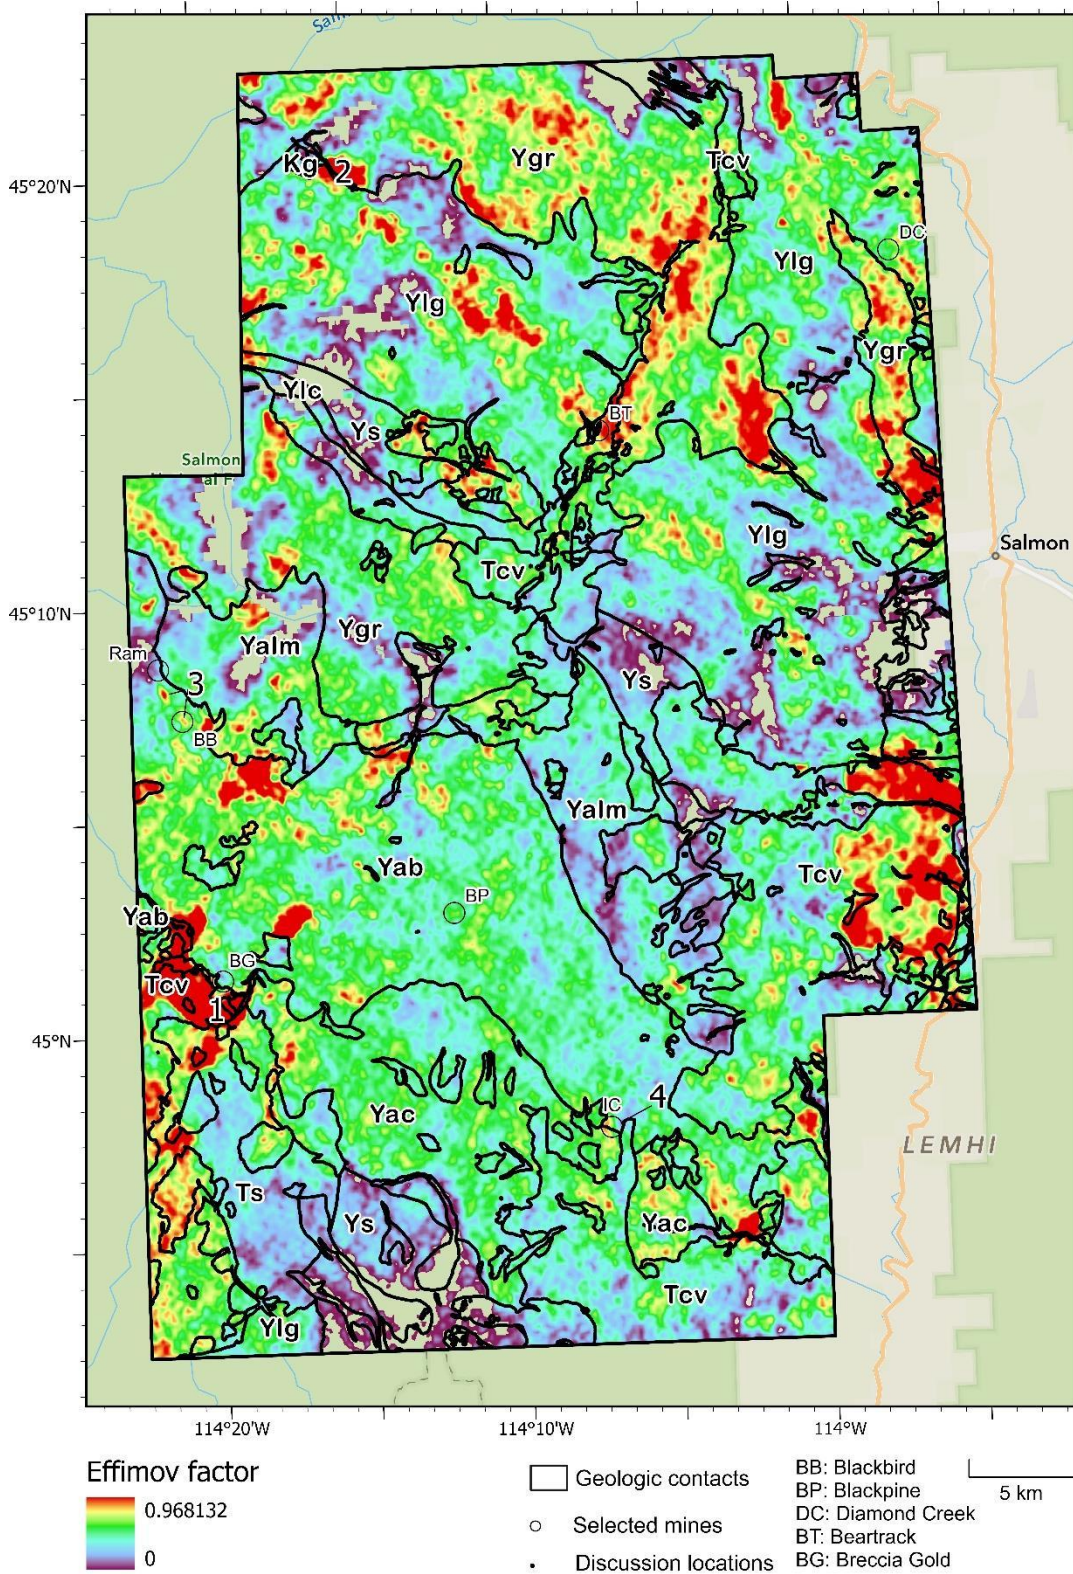 Sam
Kg
2
Ygr
Tcv
45°20'N
DC
Ylg
Ylg
Ygr
Ylc
BT
Ys
Salmon
al F
Ylg
Salmon
Tcv
45°10'N
Yalm
Ygr
Ram
3
Ys
BB
Yalm
Yab
Tcv
BP
Yab
BG
Tcv
1
45°N
IC
4
Yac
LEMHI
Ts
Ys
Yac
Tcv
Ylg
114°20'W
114°10'W
114°W
Effimov factor
0.968132
0
Geologic contacts
Selected mines
Discussion locations
BB: Blackbird
BP: Blackpine
DC: Diamond Creek
BT: Beartrack
BG: Breccia Gold
5 km